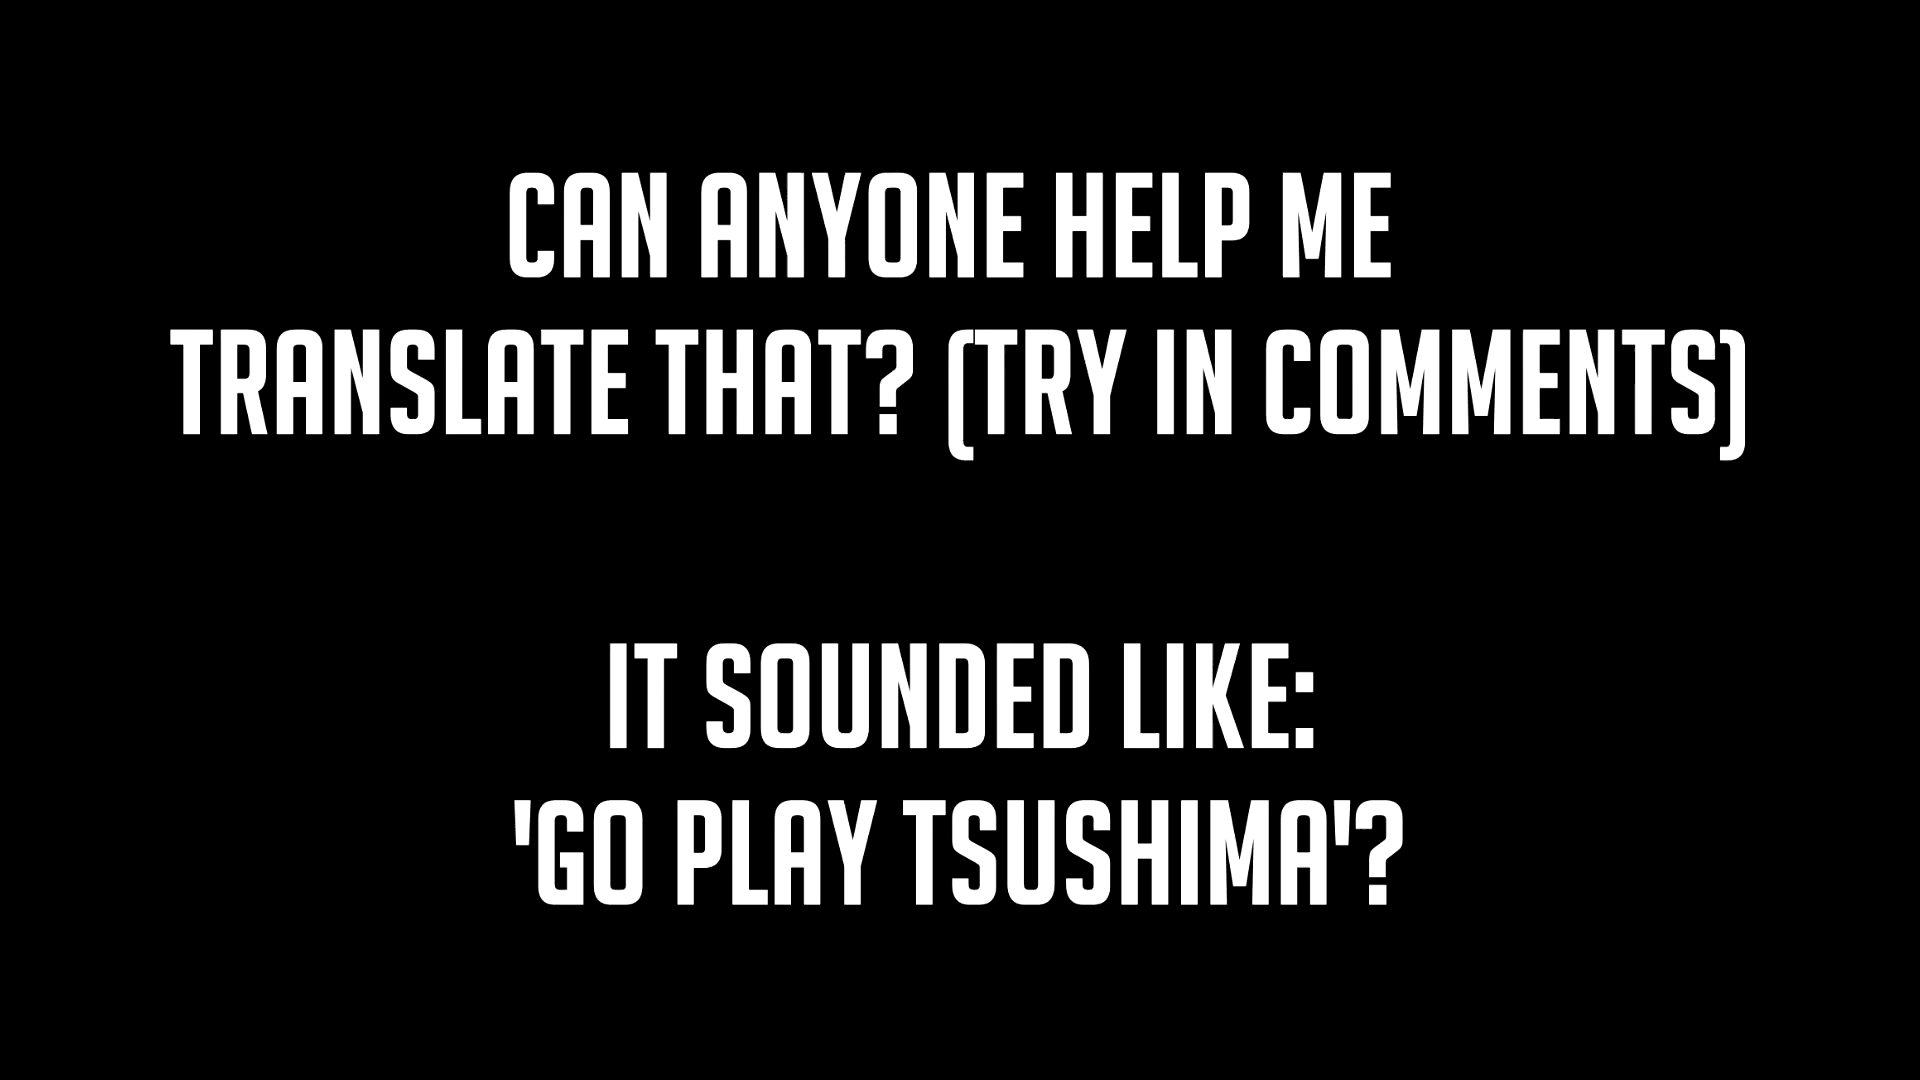 CAN ANYONE HELP ME
TRANSLATE THAT? (TRY IN COMMENTS)
IT SOUNDED LIKE:
'GO PLAY TSUSHIMA'?